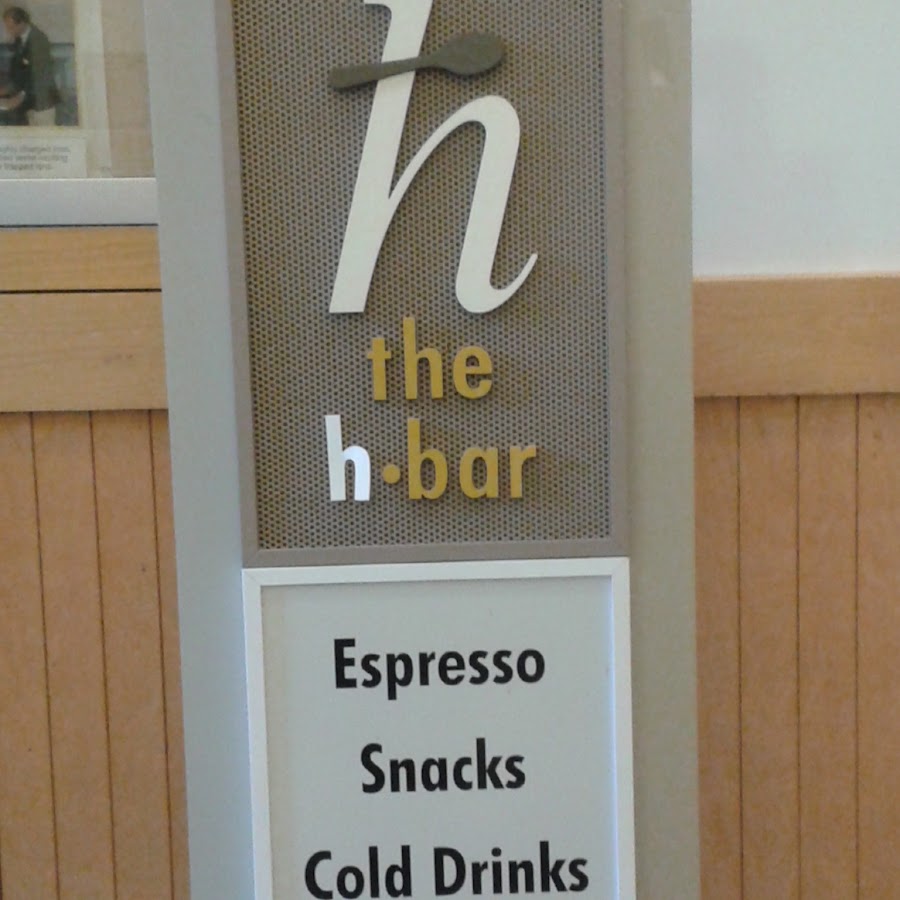 h
the
h·bar
Espresso
Snacks
Cold Drinks